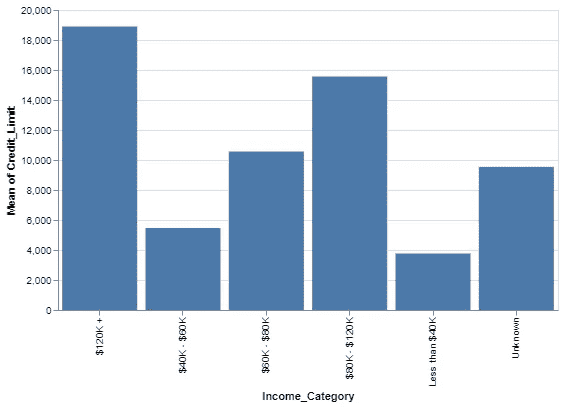 20,000
18,000
16,000
14,000
12,000
10,000
8,000
6,000
4,000
2,000
0
Mean of Credit_Limit
$120K +
$40K - $60K
$60K - $80K
$80K - $120K
Less than $40K
Unknown
Income_Category